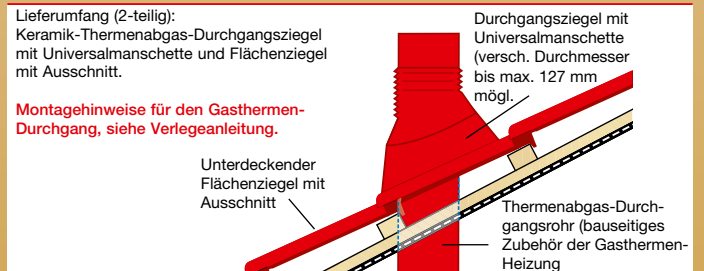 Lieferumfang (2-teilig):
Keramik-Thermenabgas-Durchgangsziegel
mit Universalmanschette und Flächenziegel
mit Ausschnitt.
Montagehinweise für den Gasthermen-
Durchgang, siehe Verlegeanleitung.
Durchgangsziegel mit
Universalmanschette
(versch. Durchmesser
bis max. 127 mm
mögl.
Unterdeckender
Flächenziegel mit
Ausschnitt
Thermenabgas-Durch-
gangsrohr (bauseitiges
Zubehör der Gasthermen-
Heizung